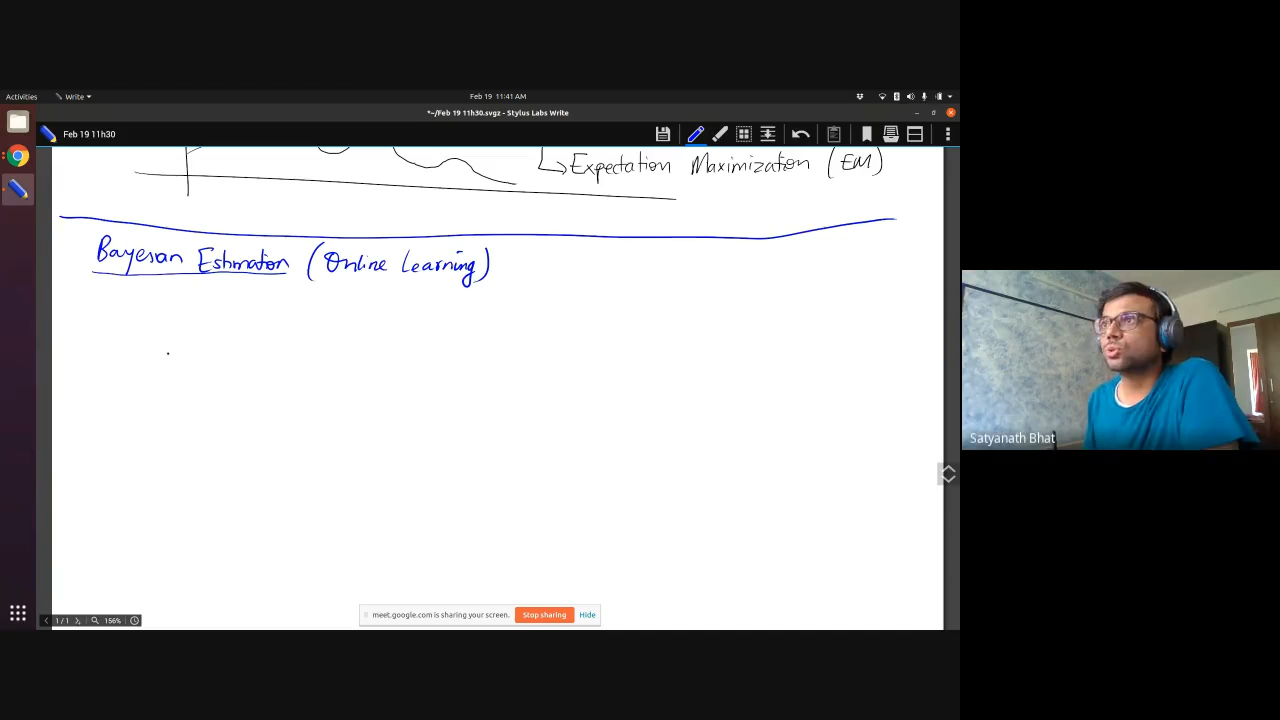 Activities
Write
Feb 19 11:41 AM
*~/Feb 19 11h30.svgz - Stylus Labs Write
Feb 19 11h30
Expectation Maximization (EM)
Bayesian Estimation (Online Learning)
Satyanath Bhat
meet.google.com is sharing your screen. Stop sharing Hide
1/1 156%